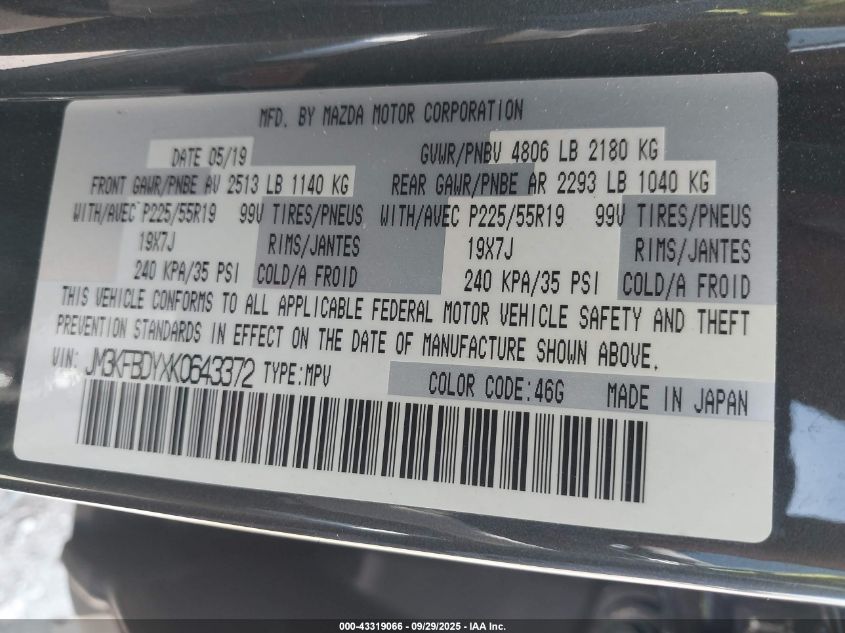 MFD. BY MAZDA MOTOR CORPORATION
DATE 05/19 GVWR/PNBV 4806 LB 2180 KG
FRONT GAWR/PNBE AV 2513 LB 1140 KG REAR GAWR/PNBE AR 2293 LB 1040 KG
WITH/AVEC P225/55R19 99V TIRES/PNEUS WITH/AVEC P225/55R19 99V TIRES/PNEUS
19X7J RIMS/JANTES 19X7J RIMS/JANTES
240 KPA/35 PSI COLD/A FROID 240 KPA/35 PSI COLD/A FROID
THIS VEHICLE CONFORMS TO ALL APPLICABLE FEDERAL MOTOR VEHICLE SAFETY AND THEFT
PREVENTION STANDARDS IN EFFECT ON THE DATE OF MANUFACTURE SHOWN ABOVE.
VIN: JM3KFBDYXK0643372 TYPE:MPV
COLOR CODE:46G MADE IN JAPAN
000-43319066 - 09/29/2025 - IAA Inc.